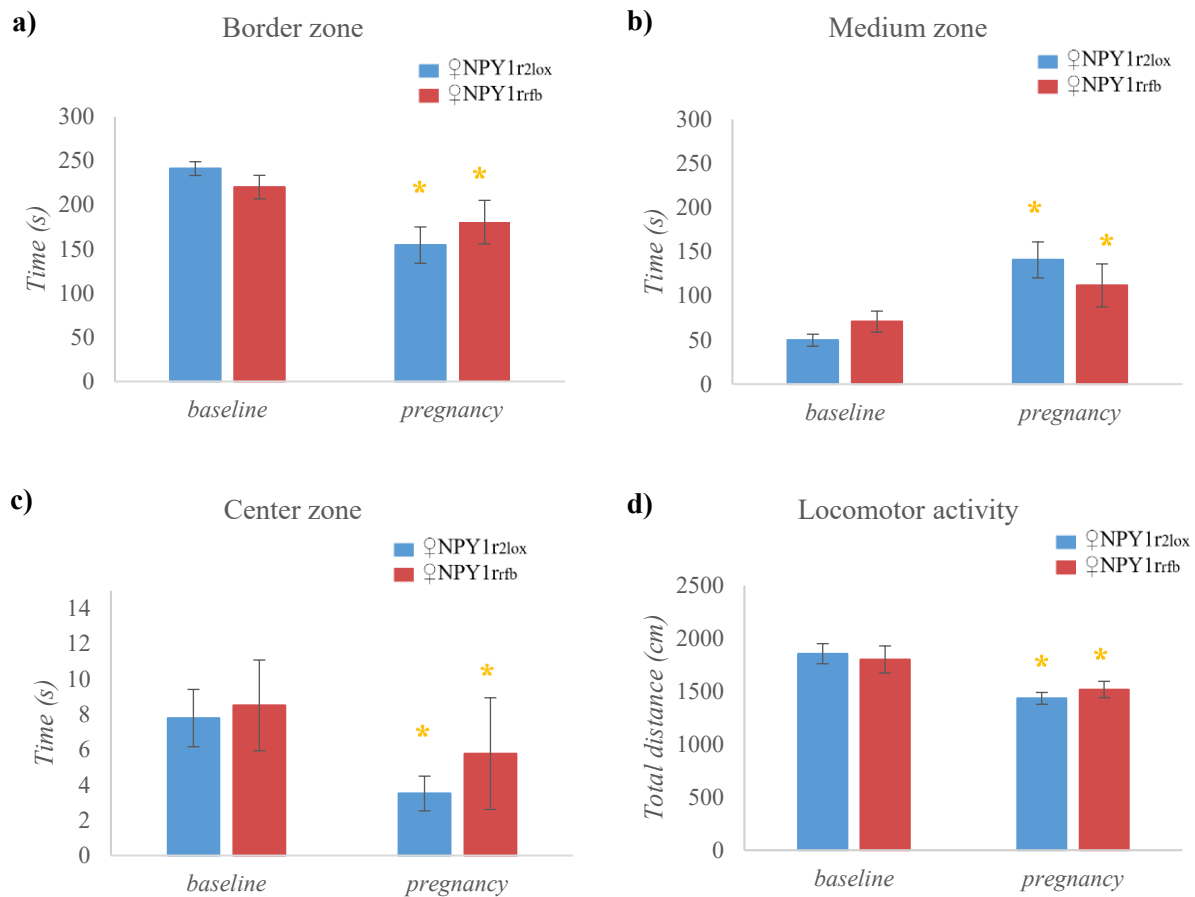 a) Border zone
♀NPY1r2lox
♀NPY1rrfb
300
250
200
150
100
50
0
Time (s)
* *
baseline pregnancy
b) Medium zone
♀NPY1r2lox
♀NPY1rrfb
300
250
200
150
100
50
0
Time (s)
* *
baseline pregnancy
c) Center zone
♀NPY1r2lox
♀NPY1rrfb
14
12
10
8
6
4
2
0
Time (s)
* *
baseline pregnancy
d) Locomotor activity
♀NPY1r2lox
♀NPY1rrfb
2500
2000
1500
1000
500
0
Total distance (cm)
* *
baseline pregnancy